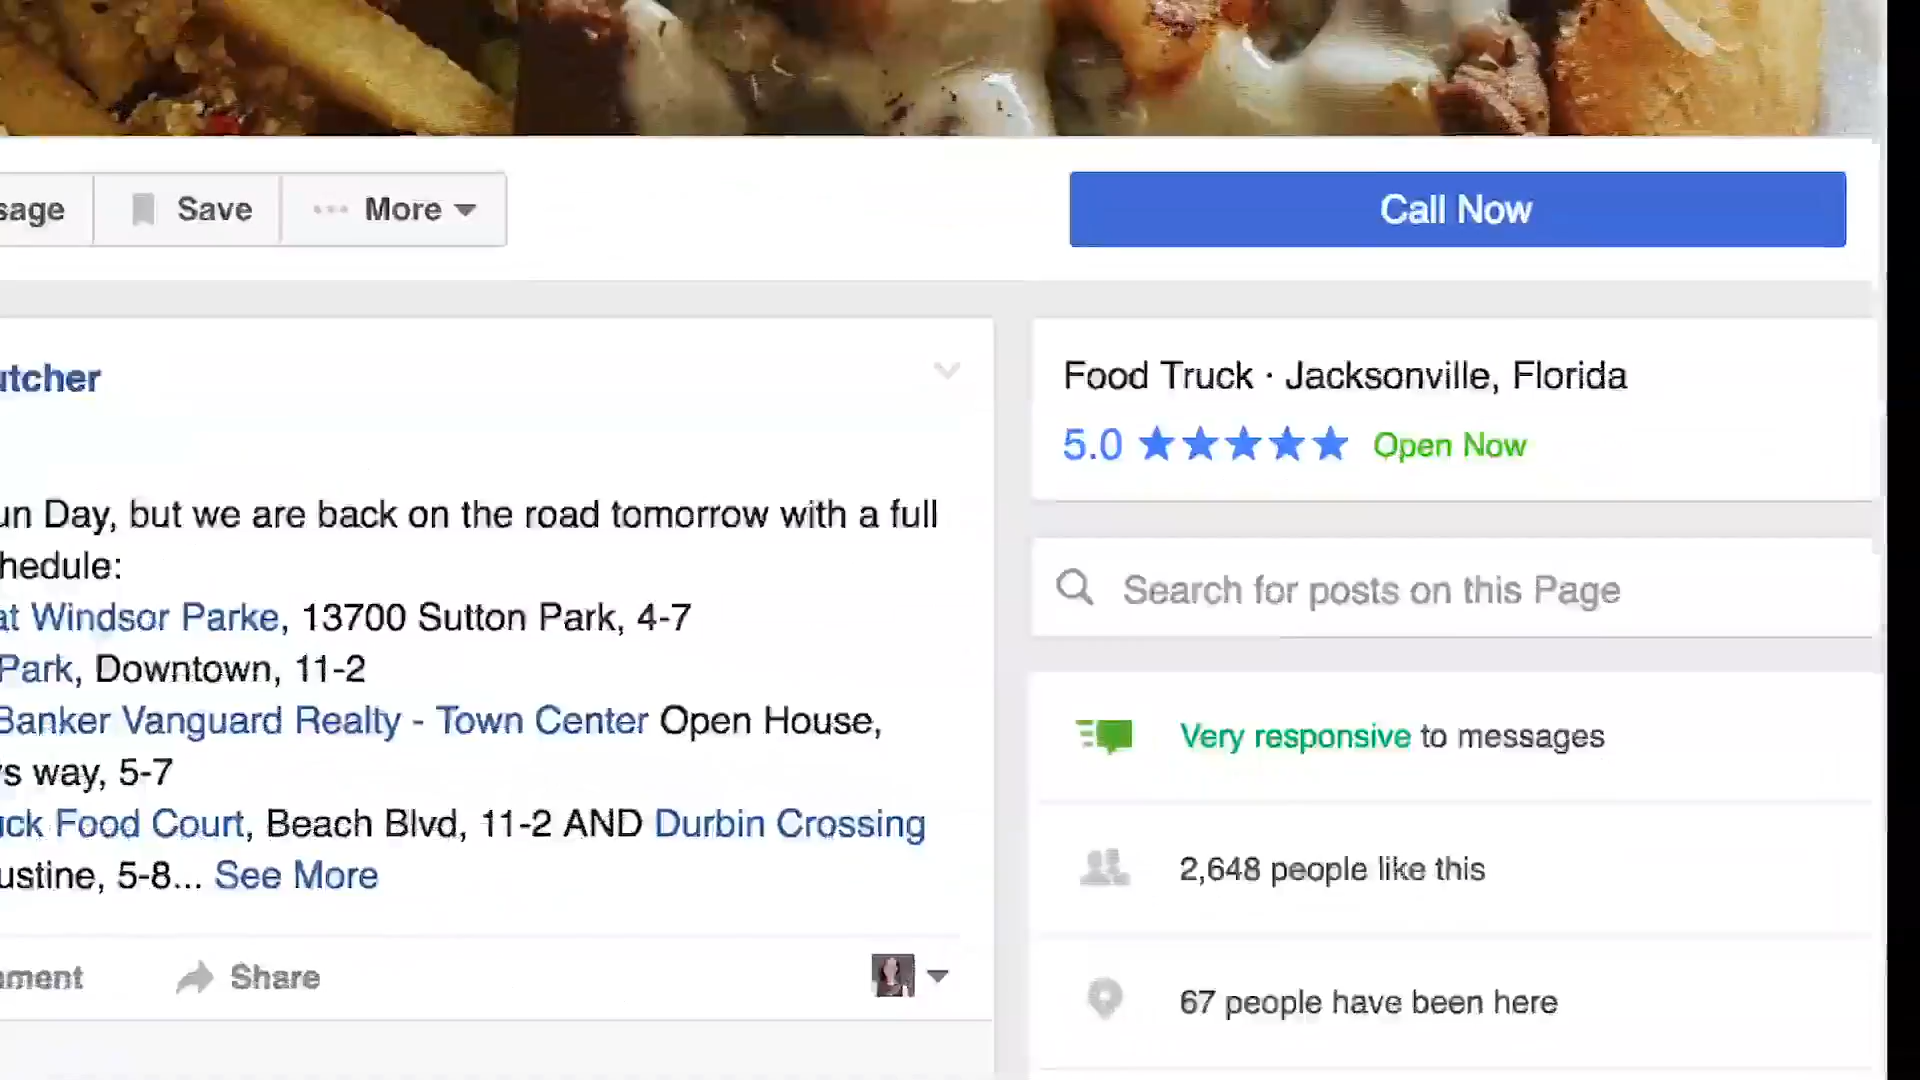 sage
Save
More
Call Now
utcher
un Day, but we are back on the road tomorrow with a full
hedule:
at Windsor Parke, 13700 Sutton Park, 4-7
Park, Downtown, 11-2
Banker Vanguard Realty - Town Center Open House,
s way, 5-7
ck Food Court, Beach Blvd, 11-2 AND Durbin Crossing
ustine, 5-8... See More
ment
Share
Food Truck · Jacksonville, Florida
5.0 ★★★★★ Open Now
Search for posts on this Page
Very responsive to messages
2,648 people like this
67 people have been here